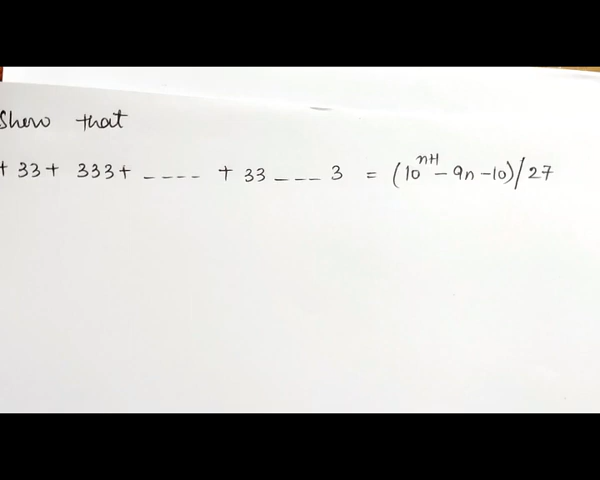 Show that
+ 33 + 333 + ---- + 33 --- 3 = (10^{n+1} - 9n - 10)/27